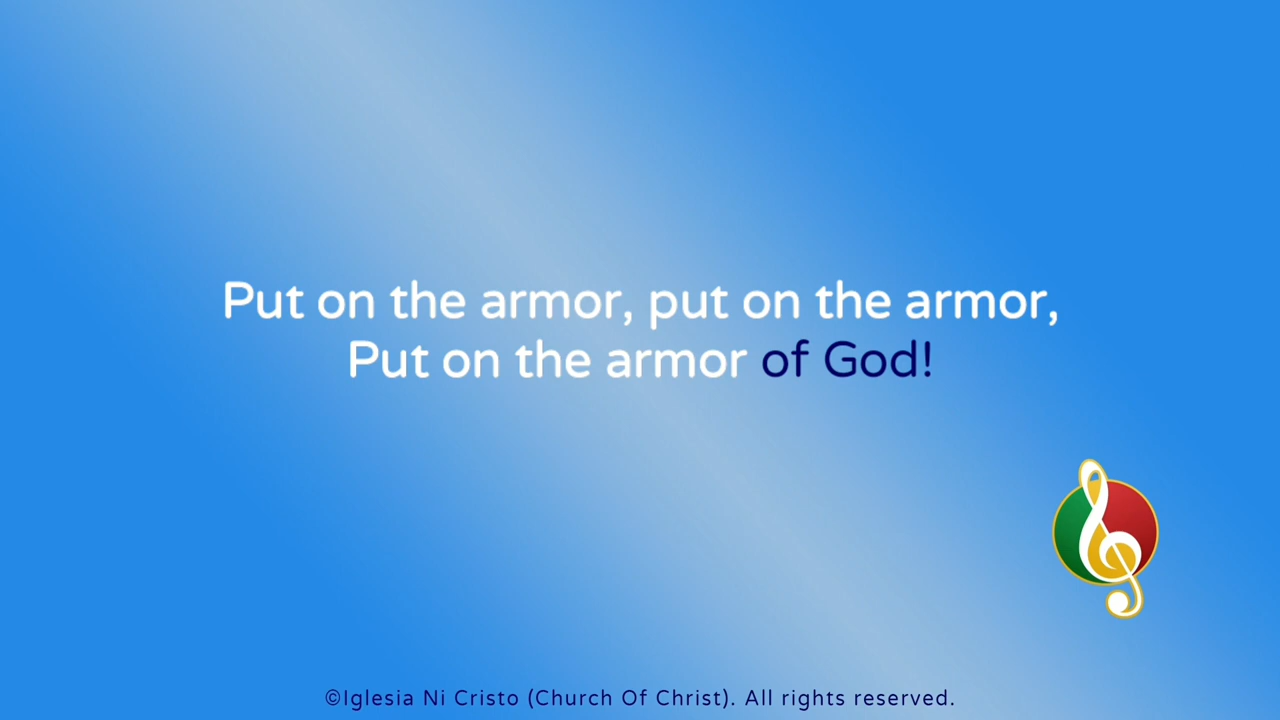 Put on the armor, put on the armor,
Put on the armor of God!
©Iglesia Ni Cristo (Church Of Christ). All rights reserved.